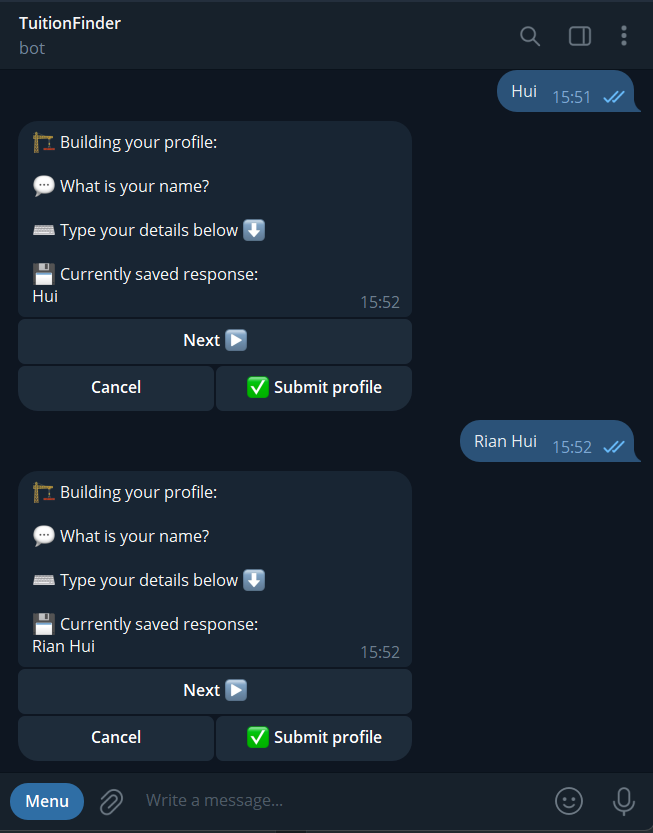 TuitionFinder
bot
Hui 15:51
🏗️ Building your profile:
💬 What is your name?
⌨️ Type your details below ⬇️
💾 Currently saved response:
Hui
15:52
Next ▶️
Cancel
✅ Submit profile
Rian Hui 15:52
🏗️ Building your profile:
💬 What is your name?
⌨️ Type your details below ⬇️
💾 Currently saved response:
Rian Hui
15:52
Next ▶️
Cancel
✅ Submit profile
Menu
Write a message...